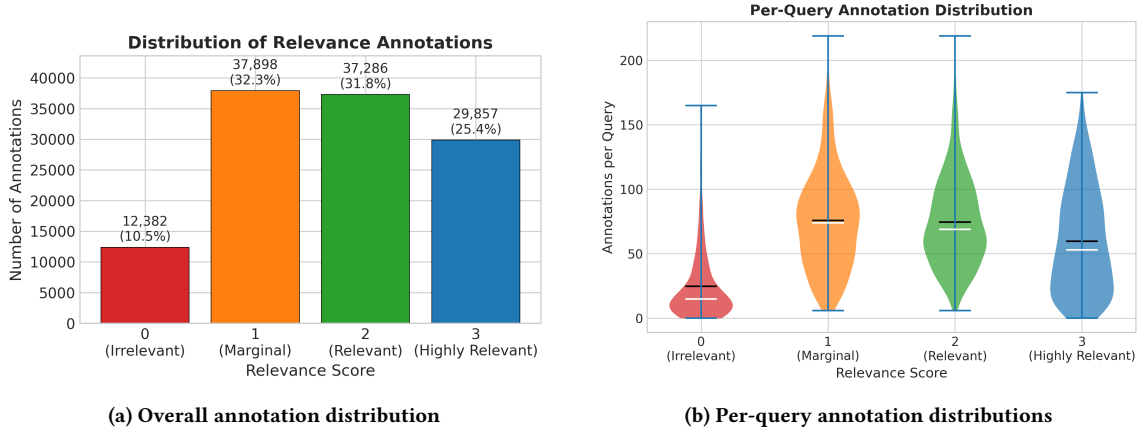 Distribution of Relevance Annotations
Number of Annotations
40000
35000
30000
25000
20000
15000
10000
5000
0
12,382
(10.5%)
37,898
(32.3%)
37,286
(31.8%)
29,857
(25.4%)
0
(Irrelevant)
1
(Marginal)
2
(Relevant)
3
(Highly Relevant)
Relevance Score
(a) Overall annotation distribution
Per-Query Annotation Distribution
Annotations per Query
200
150
100
50
0
0
(Irrelevant)
1
(Marginal)
2
(Relevant)
3
(Highly Relevant)
Relevance Score
(b) Per-query annotation distributions